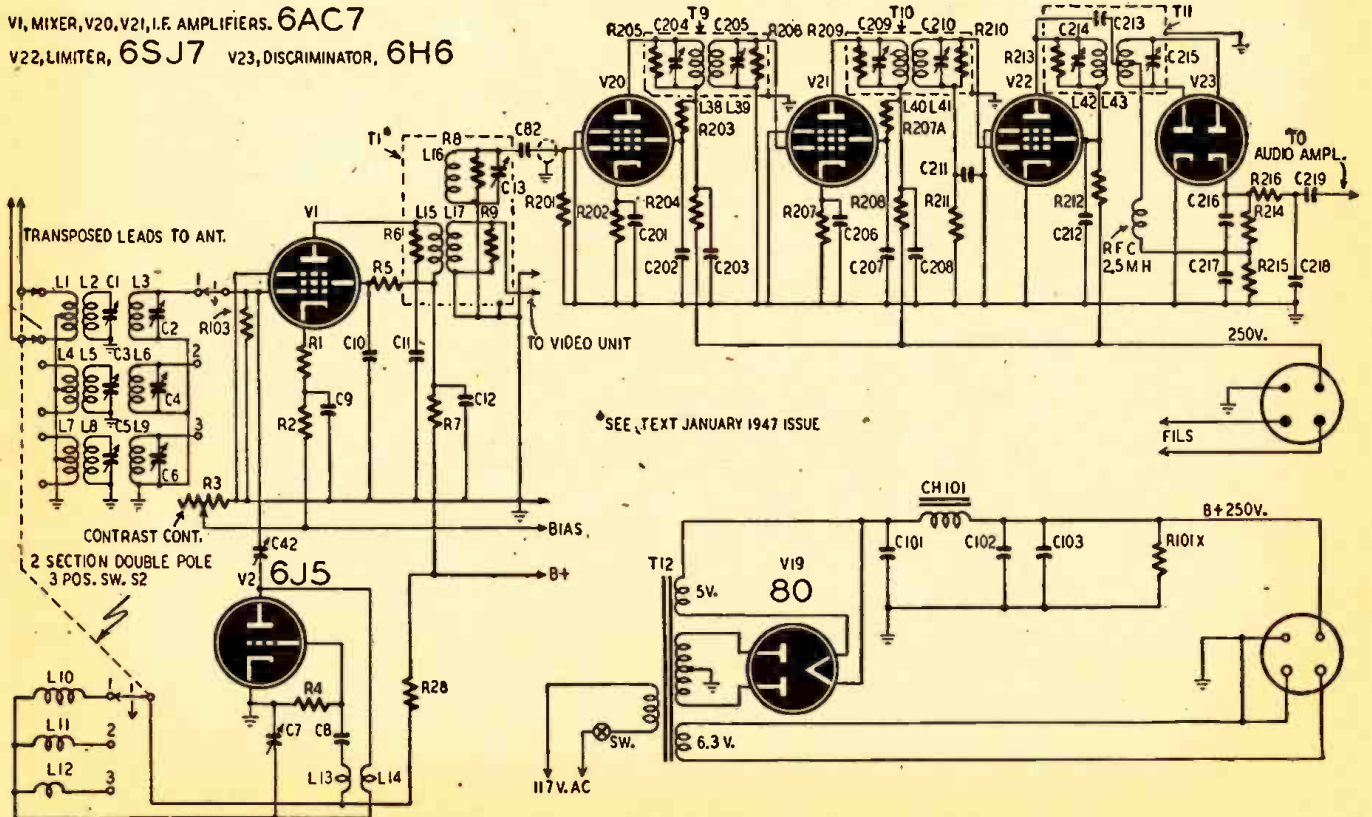 V1, MIXER, V20, V21, I.F. AMPLIFIERS. 6AC7
V22, LIMITER, 6SJ7 V23, DISCRIMINATOR, 6H6
T9
T10
T11
R205
C204
C205
R206
R209
C209
C210
R210
C213
C214
R213
C215
V20
V21
V22
V23
L38 L39
L40 L41
L42 L43
R203
R207A
T1*
R8
C82
L16
C13
C211
TO
AUDIO AMPL.
R216
C219
C216
R214
V1
L15
L17
R9
R6
R201
R202
R204
C201
R207
R208
C206
R211
R212
C212
RFC
2,5 MH
C217
R215
C218
C202
C203
C207
C208
TRANSPOSED LEADS TO ANT.
L1
L2
C1
L3
1
C2
R103
R5
L4
L5
C3
L6
2
C4
R1
C10
C11
TO VIDEO UNIT
250V.
L7
L8
C5
L9
3
C6
R2
C9
R7
C12
*SEE TEXT JANUARY 1947 ISSUE
FILS
R3
CONTRAST CONT.
BIAS
C42
2 SECTION DOUBLE POLE
3 POS. SW. S2
V2 6J5
B+
CH101
B+250V.
C101
C102
C103
R101X
T12
5V.
V19
80
L10
1
R4
R28
L11
2
C7
C8
L12
3
L13
L14
SW.
6.3 V.
117V. AC